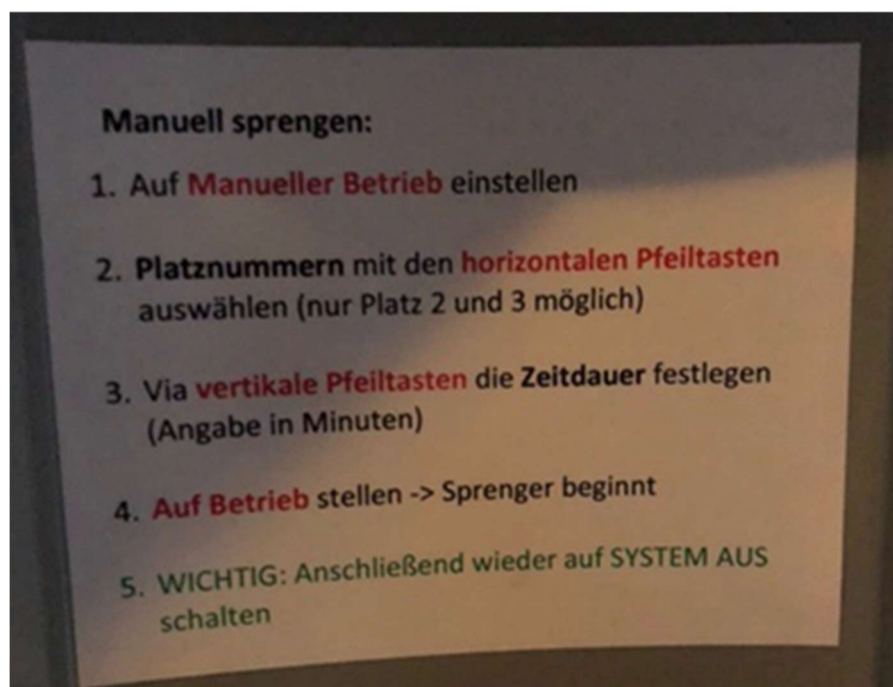 Manuell sprengen:
1. Auf Manueller Betrieb einstellen
2. Platznummern mit den horizontalen Pfeiltasten
auswählen (nur Platz 2 und 3 möglich)
3. Via vertikale Pfeiltasten die Zeitdauer festlegen
(Angabe in Minuten)
4. Auf Betrieb stellen -> Sprenger beginnt
5. WICHTIG: Anschließend wieder auf SYSTEM AUS
schalten